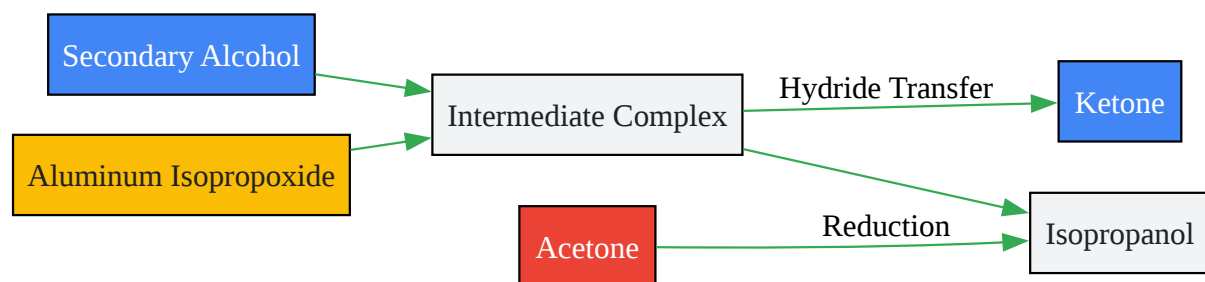 Secondary Alcohol
Aluminum Isopropoxide
Intermediate Complex
Hydride Transfer
Ketone
Acetone
Reduction
Isopropanol